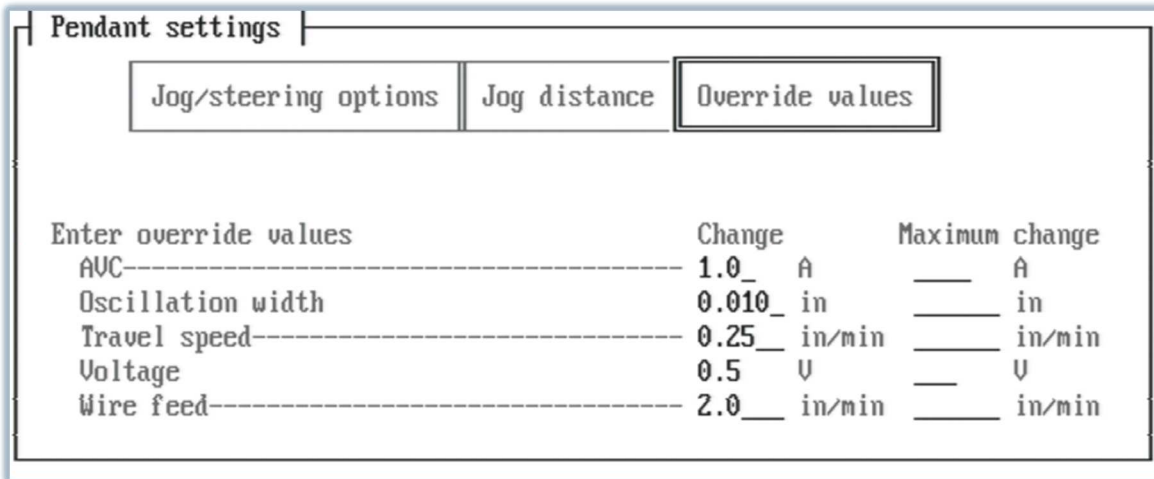 Pendant settings
Jog/steering options Jog distance Override values
Enter override values Change Maximum change
AVC--------------------------------------- 1.0_ A ____ A
Oscillation width 0.010_ in ______ in
Travel speed------------------------------ 0.25__ in/min ______ in/min
Voltage 0.5 V ___ V
Wire feed--------------------------------- 2.0___ in/min ______ in/min